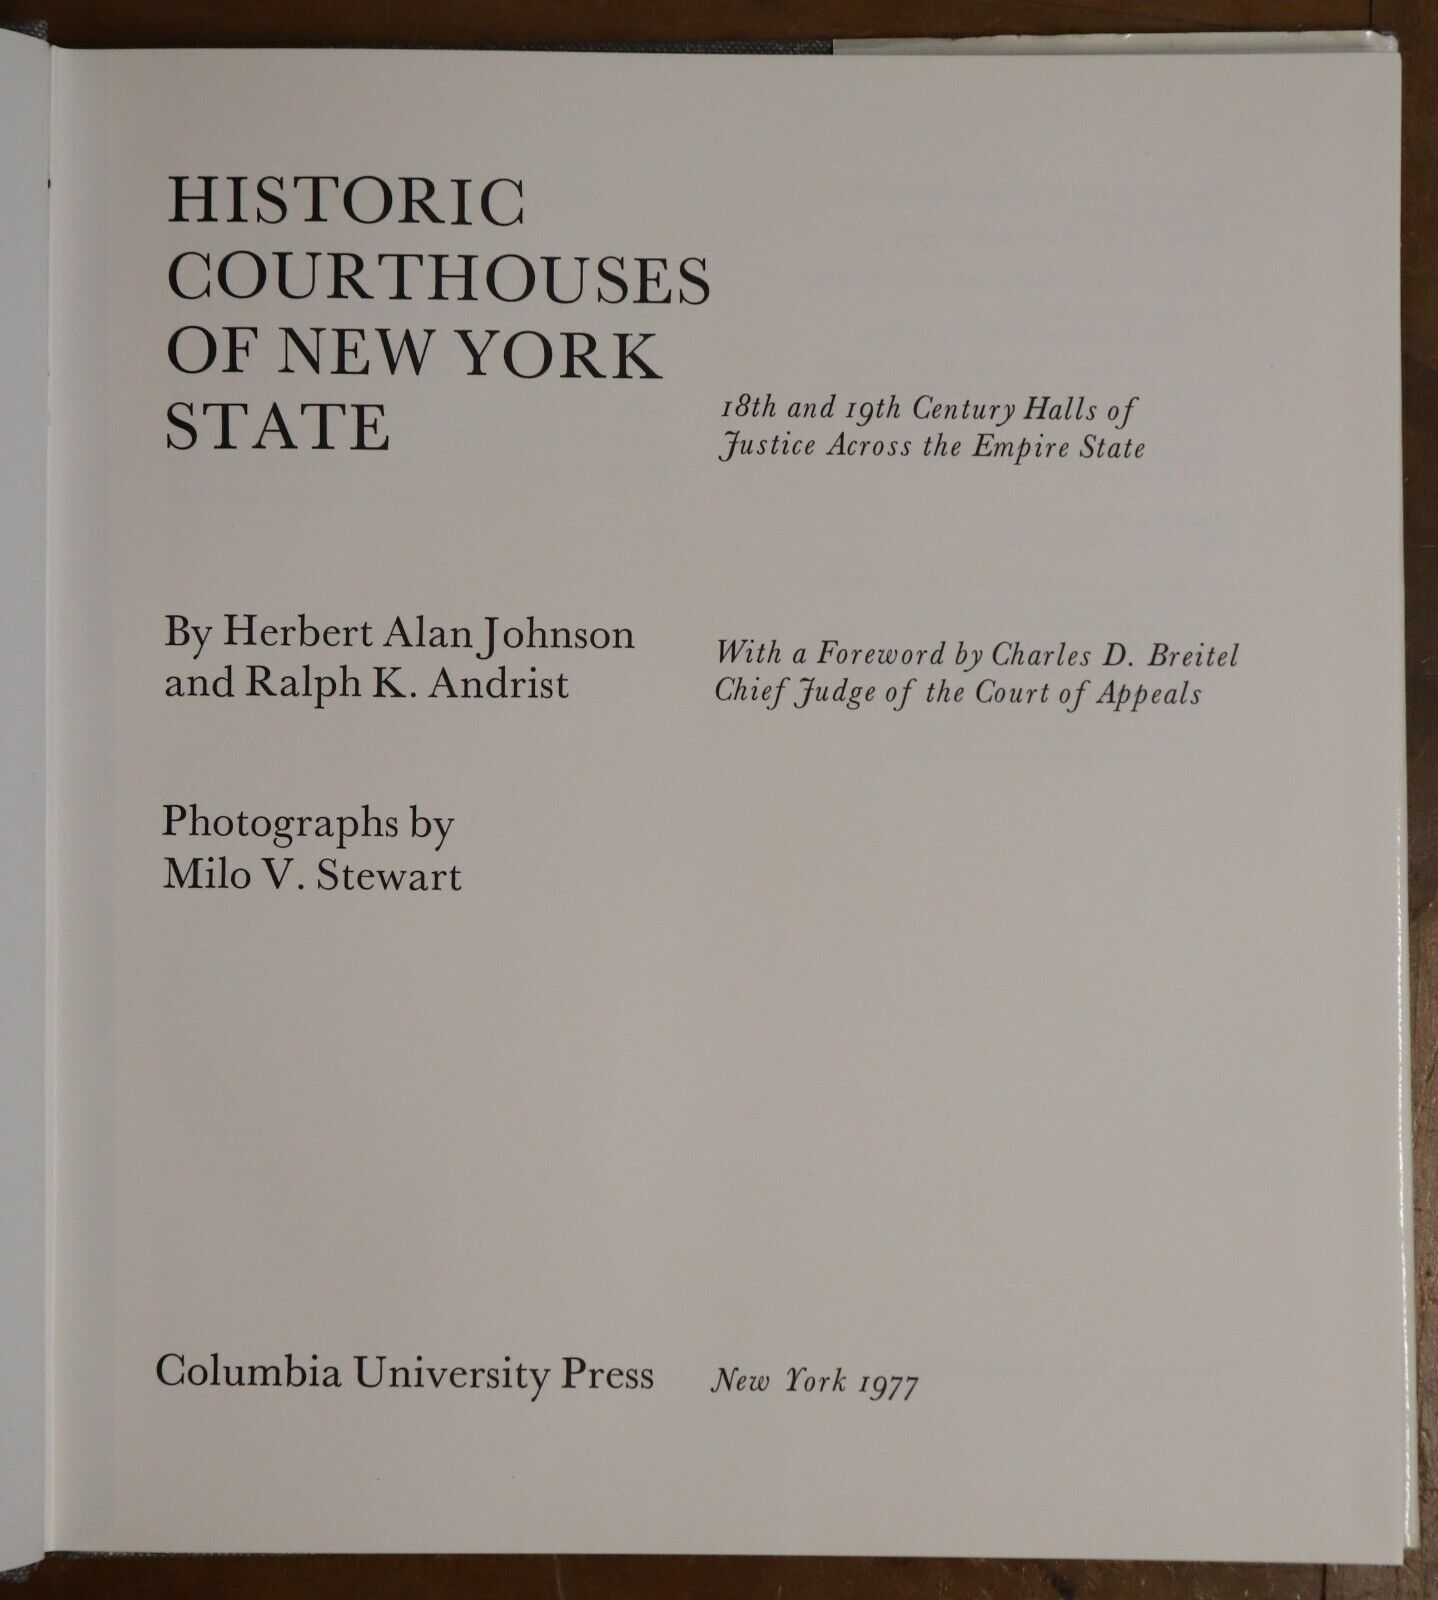 HISTORIC
COURTHOUSES
OF NEW YORK
STATE
18th and 19th Century Halls of
Justice Across the Empire State
By Herbert Alan Johnson
and Ralph K. Andrist
With a Foreword by Charles D. Breitel
Chief Judge of the Court of Appeals
Photographs by
Milo V. Stewart
Columbia University Press
New York 1977